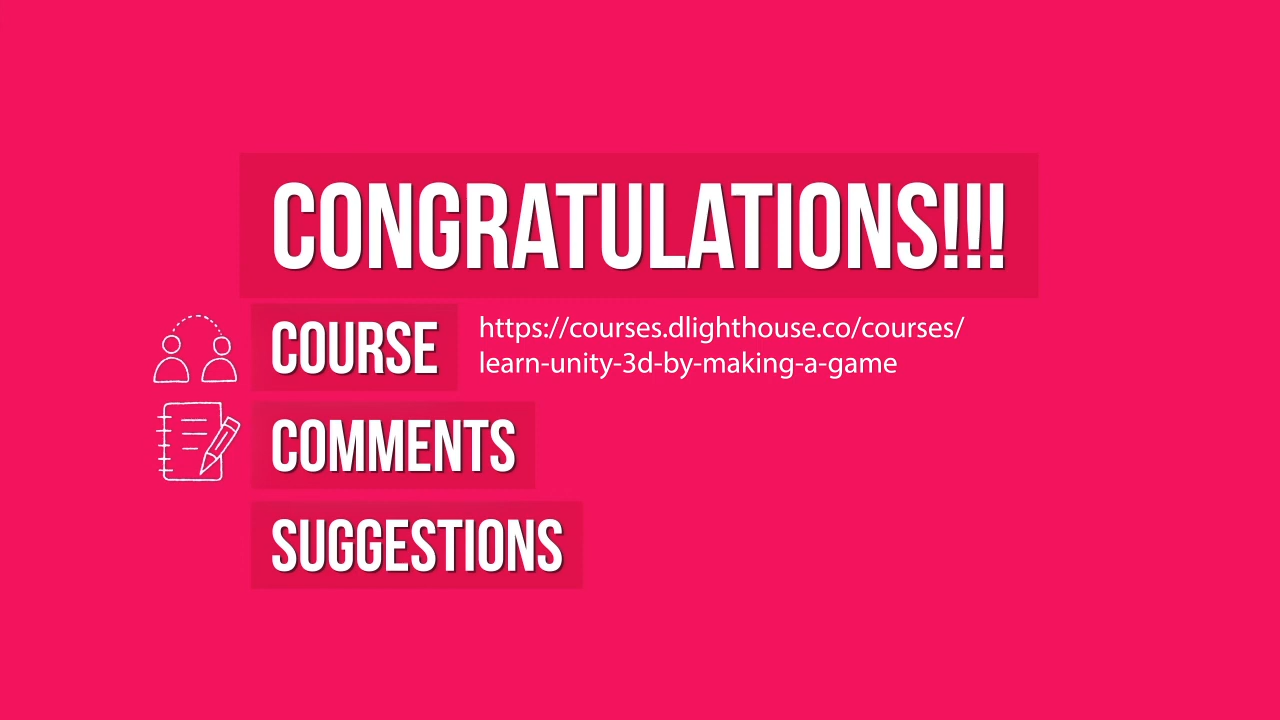 CONGRATULATIONS!!!
COURSE
https://courses.dlighthouse.co/courses/
learn-unity-3d-by-making-a-game
COMMENTS
SUGGESTIONS